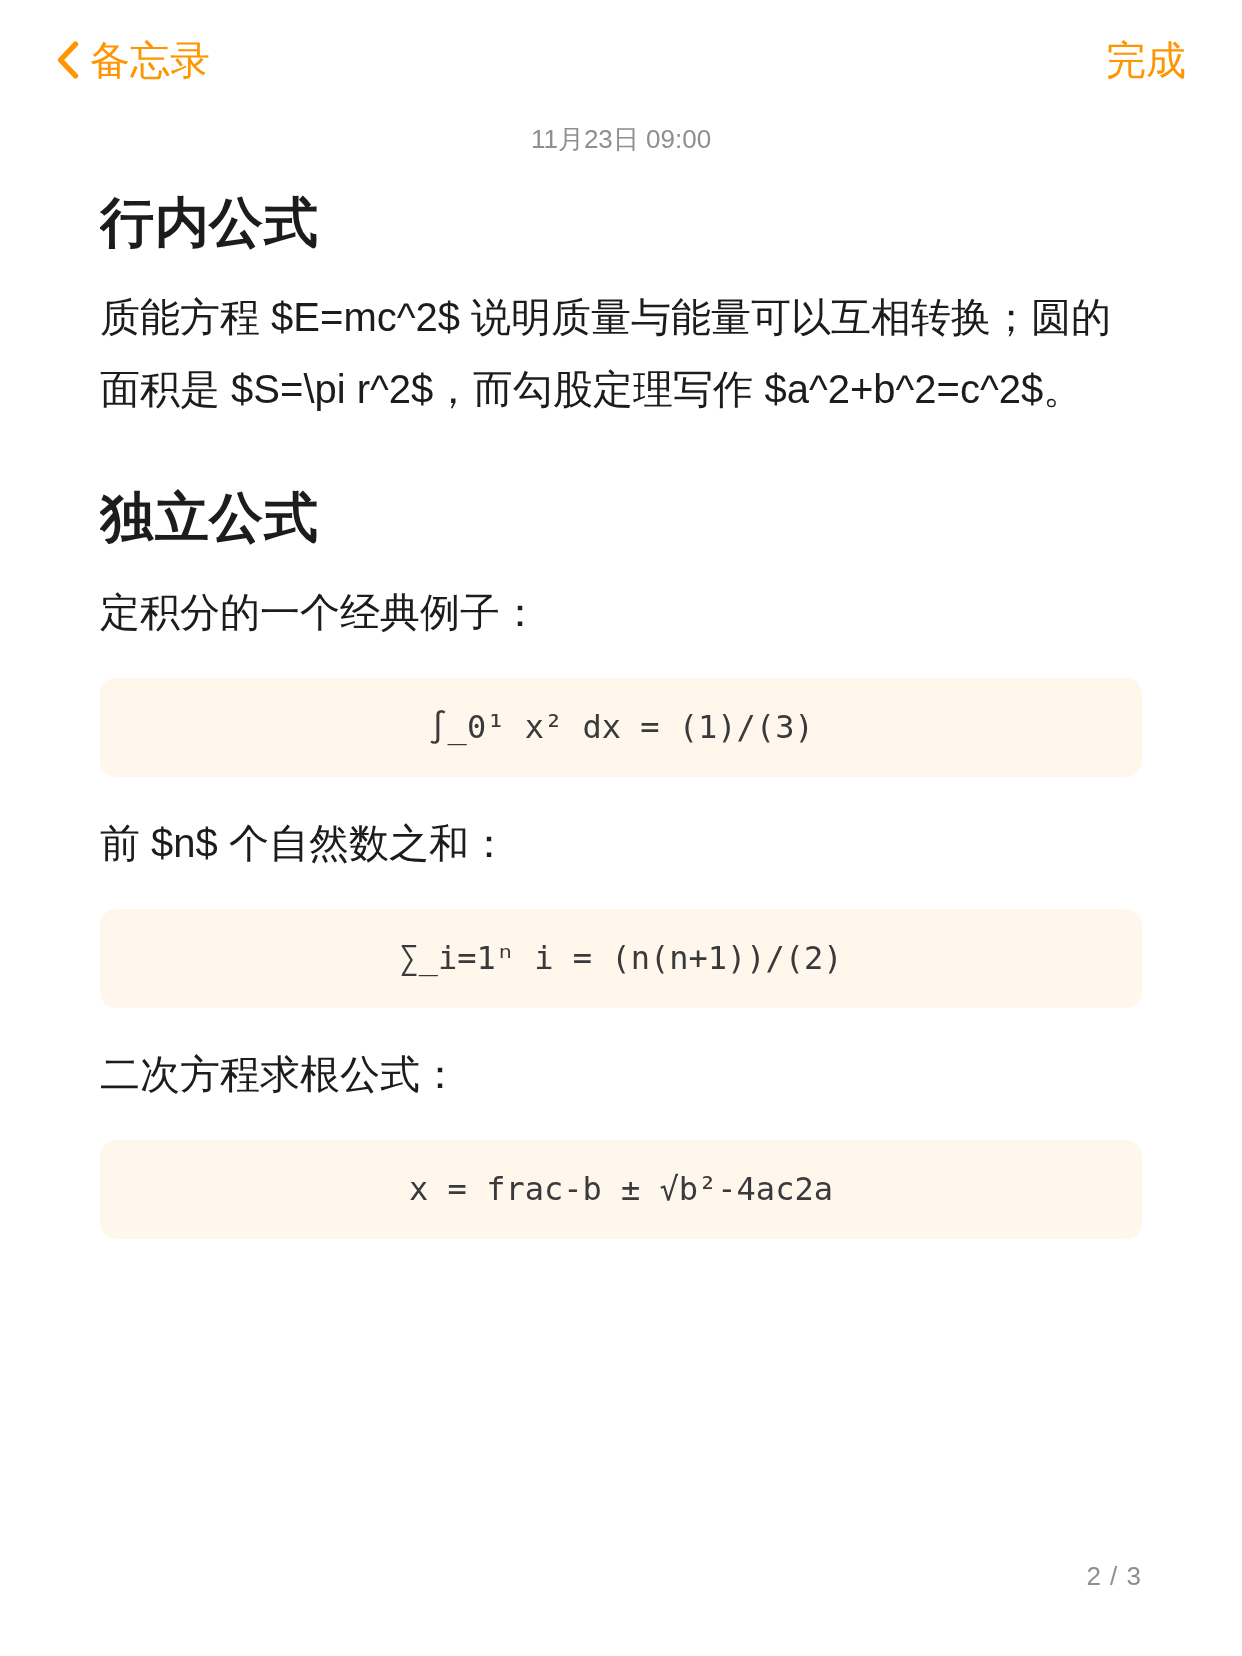 备忘录
完成
11月23日 09:00
行内公式
质能方程 $E=mc^2$ 说明质量与能量可以互相转换；圆的
面积是 $S=\pi r^2$，而勾股定理写作 $a^2+b^2=c^2$。
独立公式
定积分的一个经典例子：
∫_0¹ x² dx = (1)/(3)
前 $n$ 个自然数之和：
∑_i=1ⁿ i = (n(n+1))/(2)
二次方程求根公式：
x = frac-b ± √b²-4ac2a
2 / 3